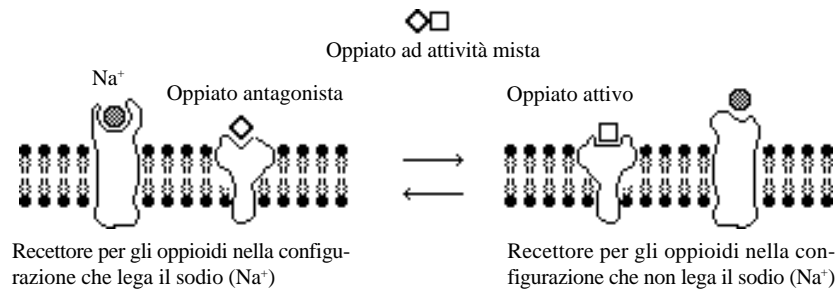 Oppiato ad attività mista
Na⁺
Oppiato antagonista
Oppiato attivo
Recettore per gli oppioidi nella configu-
razione che lega il sodio (Na⁺)
Recettore per gli oppioidi nella con-
figurazione che non lega il sodio (Na⁺)